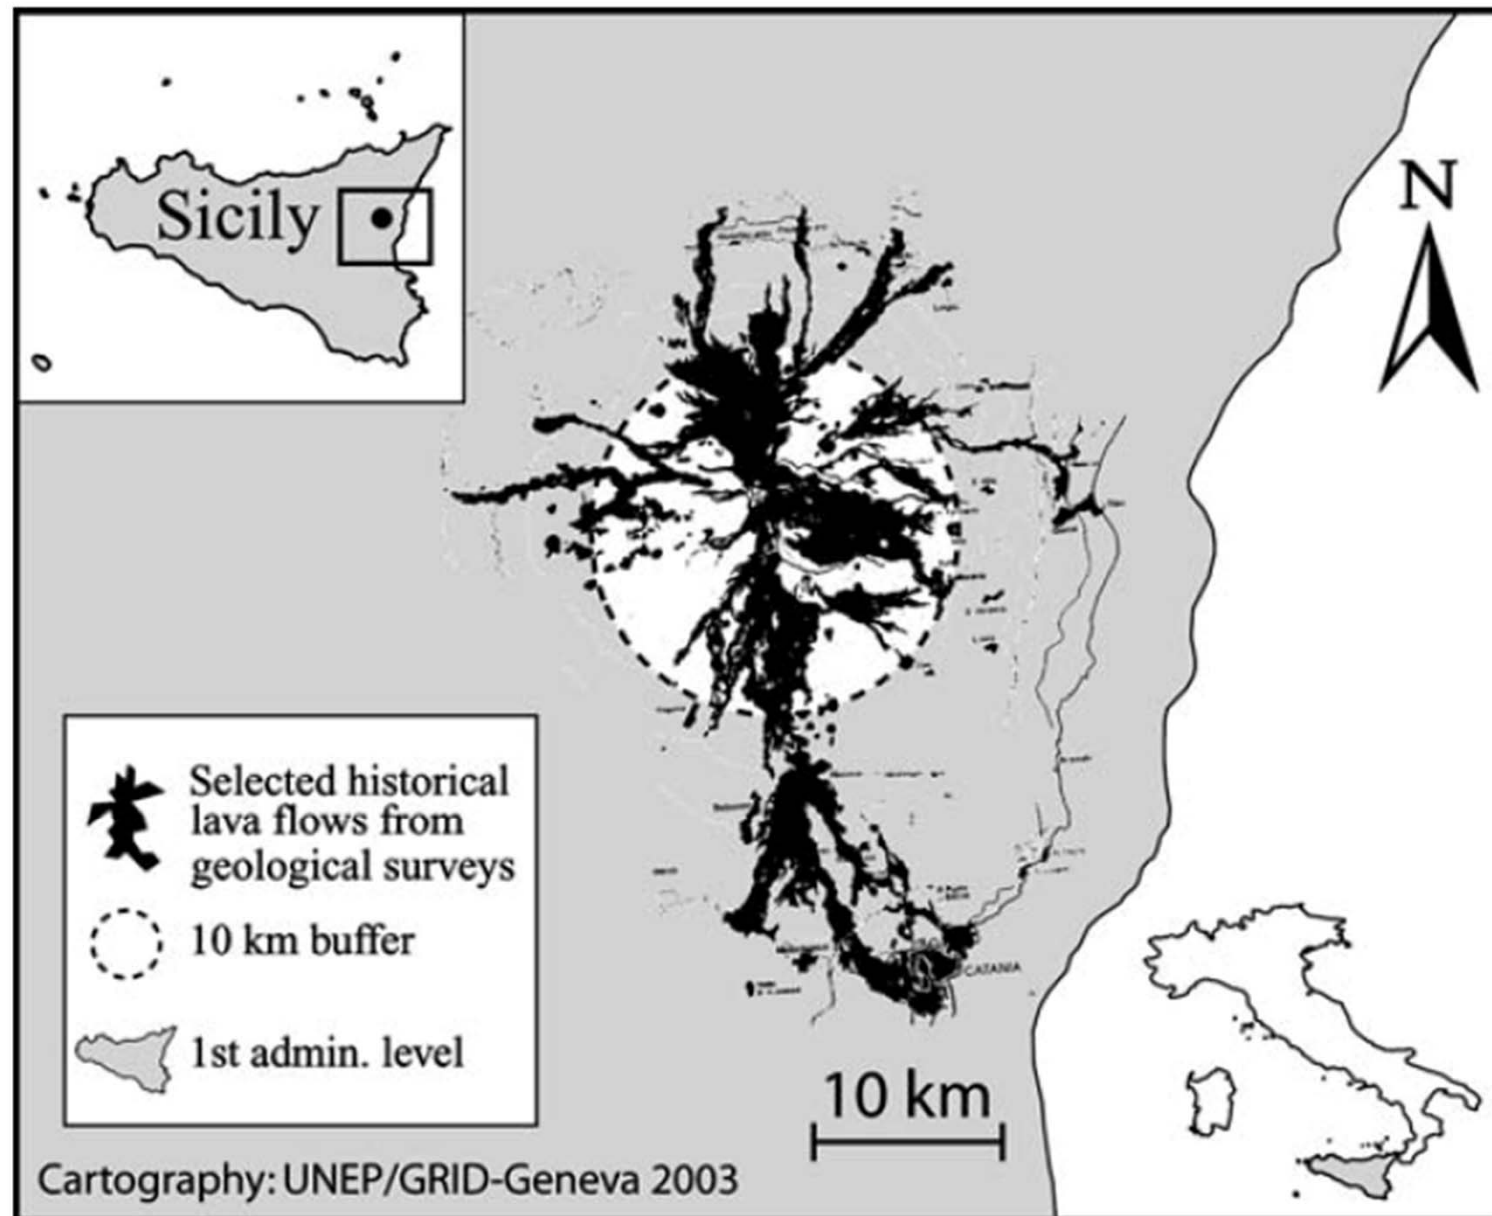 Sicily
N
Selected historical
lava flows from
geological surveys
10 km buffer
1st admin. level
CATANIA
10 km
Cartography: UNEP/GRID-Geneva 2003